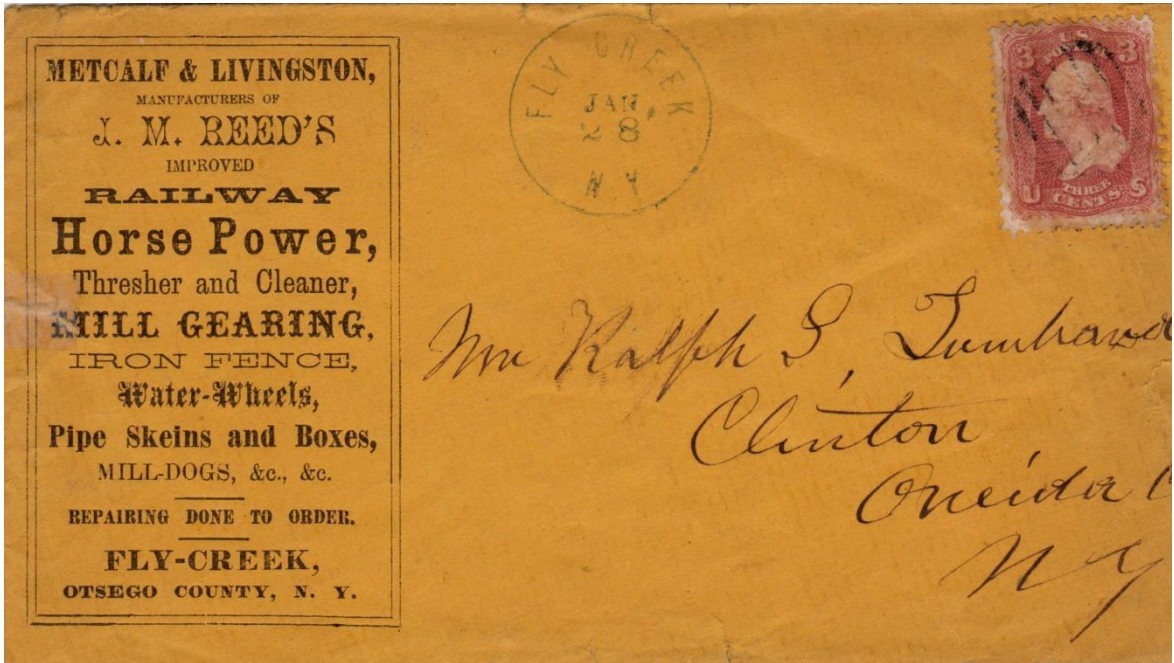 METCALF & LIVINGSTON,
MANUFACTURERS OF
J. M. REED'S
IMPROVED
RAILWAY
Horse Power,
Thresher and Cleaner,
MILL GEARING,
IRON FENCE,
Water-Wheels,
Pipe Skeins and Boxes,
MILL-DOGS, &c., &c.
REPAIRING DONE TO ORDER.
FLY-CREEK,
OTSEGO COUNTY, N. Y.
FLY CREEK
JAN
28
N.Y
U.S.
3 3
THREE
U CENTS S
Ralph S,
Clinton
Oneida
N Y